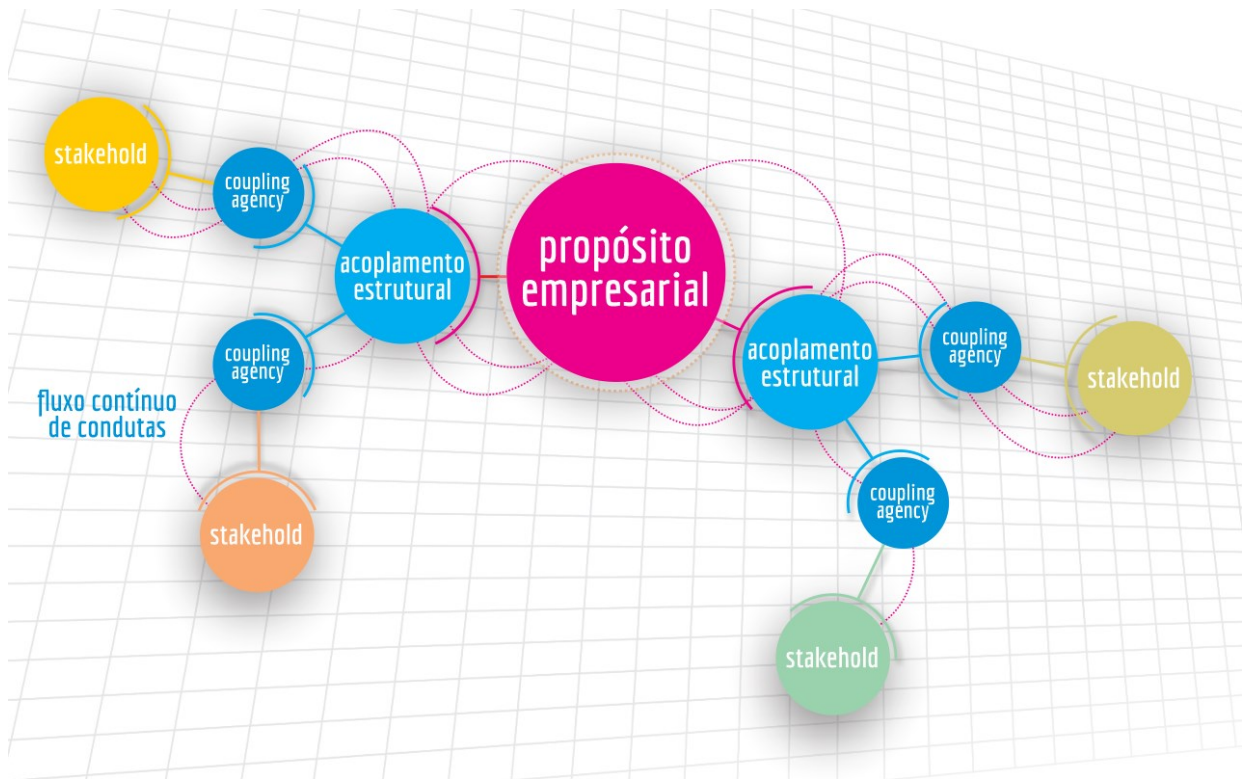 stakehold
coupling
agency
acoplamento
estrutural
propósito
empresarial
coupling
agency
fluxo contínuo
de condutas
stakehold
acoplamento
estrutural
coupling
agency
stakehold
coupling
agency
stakehold